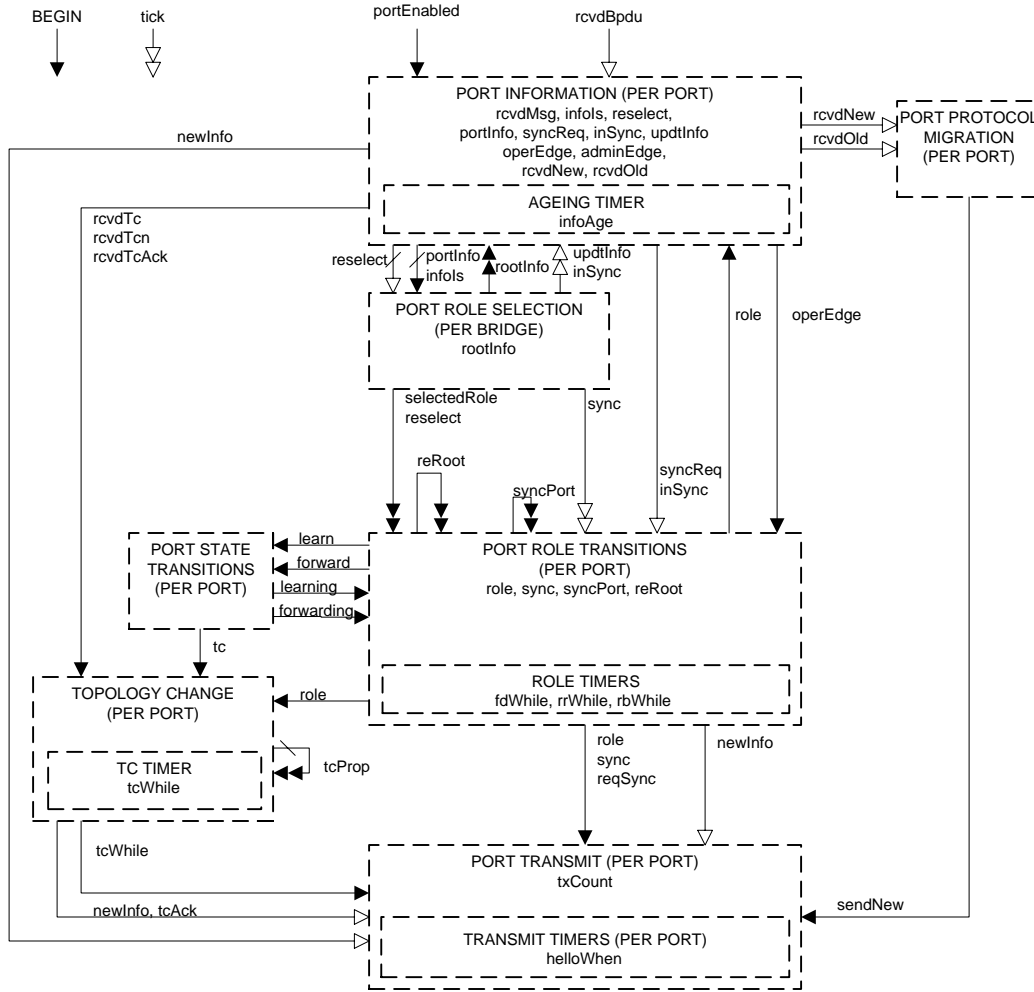 BEGIN
tick
portEnabled
rcvdBpdu
PORT INFORMATION (PER PORT)
rcvdMsg, infoIs, reselect,
portInfo, syncReq, inSync, updtInfo
operEdge, adminEdge,
rcvdNew, rcvdOld
AGEING TIMER
infoAge
rcvdNew
rcvdOld
PORT PROTOCOL
MIGRATION
(PER PORT)
newInfo
rcvdTc
rcvdTcn
rcvdTcAck
reselect
portInfo
infoIs
rootInfo
updtInfo
inSync
PORT ROLE SELECTION
(PER BRIDGE)
rootInfo
role
operEdge
selectedRole
reselect
sync
reRoot
syncPort
syncReq
inSync
learn
forward
learning
forwarding
PORT STATE
TRANSITIONS
(PER PORT)
PORT ROLE TRANSITIONS
(PER PORT)
role, sync, syncPort, reRoot
ROLE TIMERS
fdWhile, rrWhile, rbWhile
tc
TOPOLOGY CHANGE
(PER PORT)
role
TC TIMER
tcWhile
tcProp
role
sync
reqSync
newInfo
tcWhile
newInfo, tcAck
PORT TRANSMIT (PER PORT)
txCount
TRANSMIT TIMERS (PER PORT)
helloWhen
sendNew